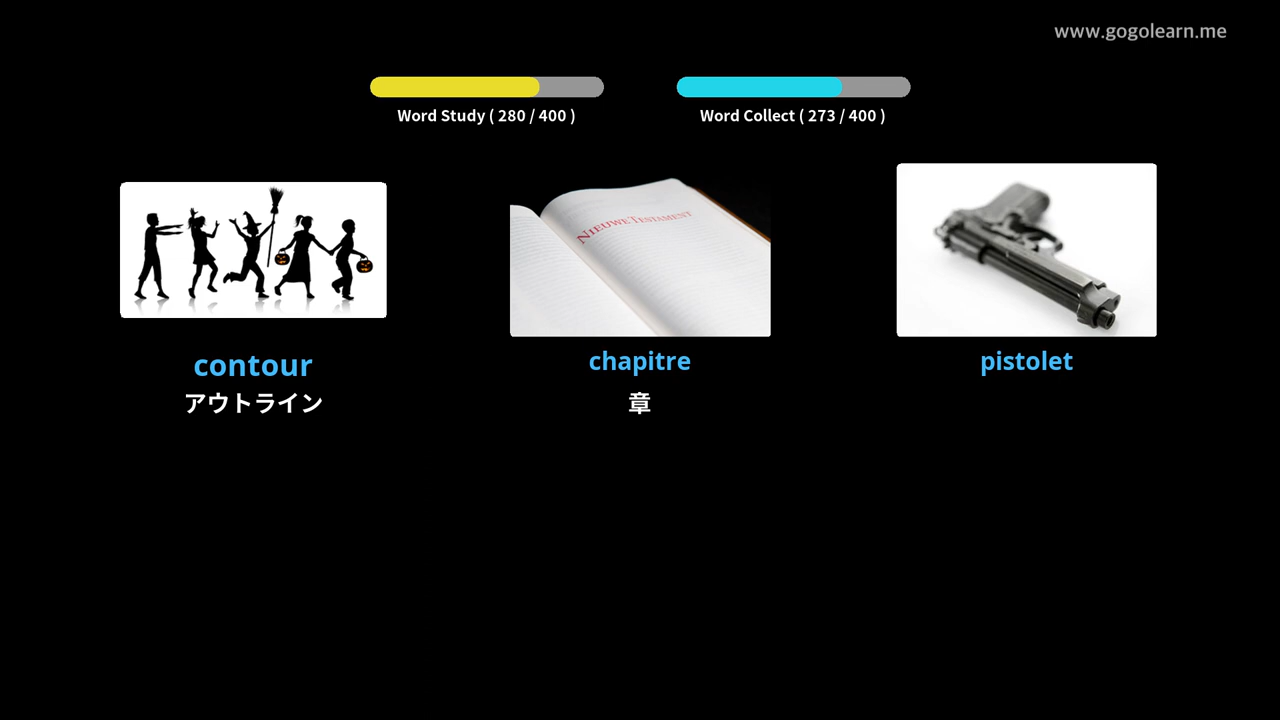 www.gogolearn.me
Word Study ( 280 / 400 )
Word Collect ( 273 / 400 )
NIEUWE TESTAMENT
contour
chapitre
pistolet
アウトライン
章